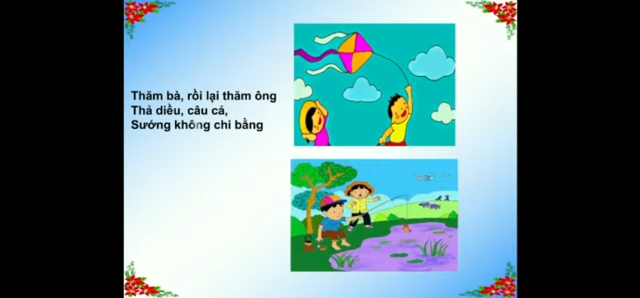 Thăm bà, rồi lại thăm ông
Thả diều, câu cá,
Sướng không chi bằng